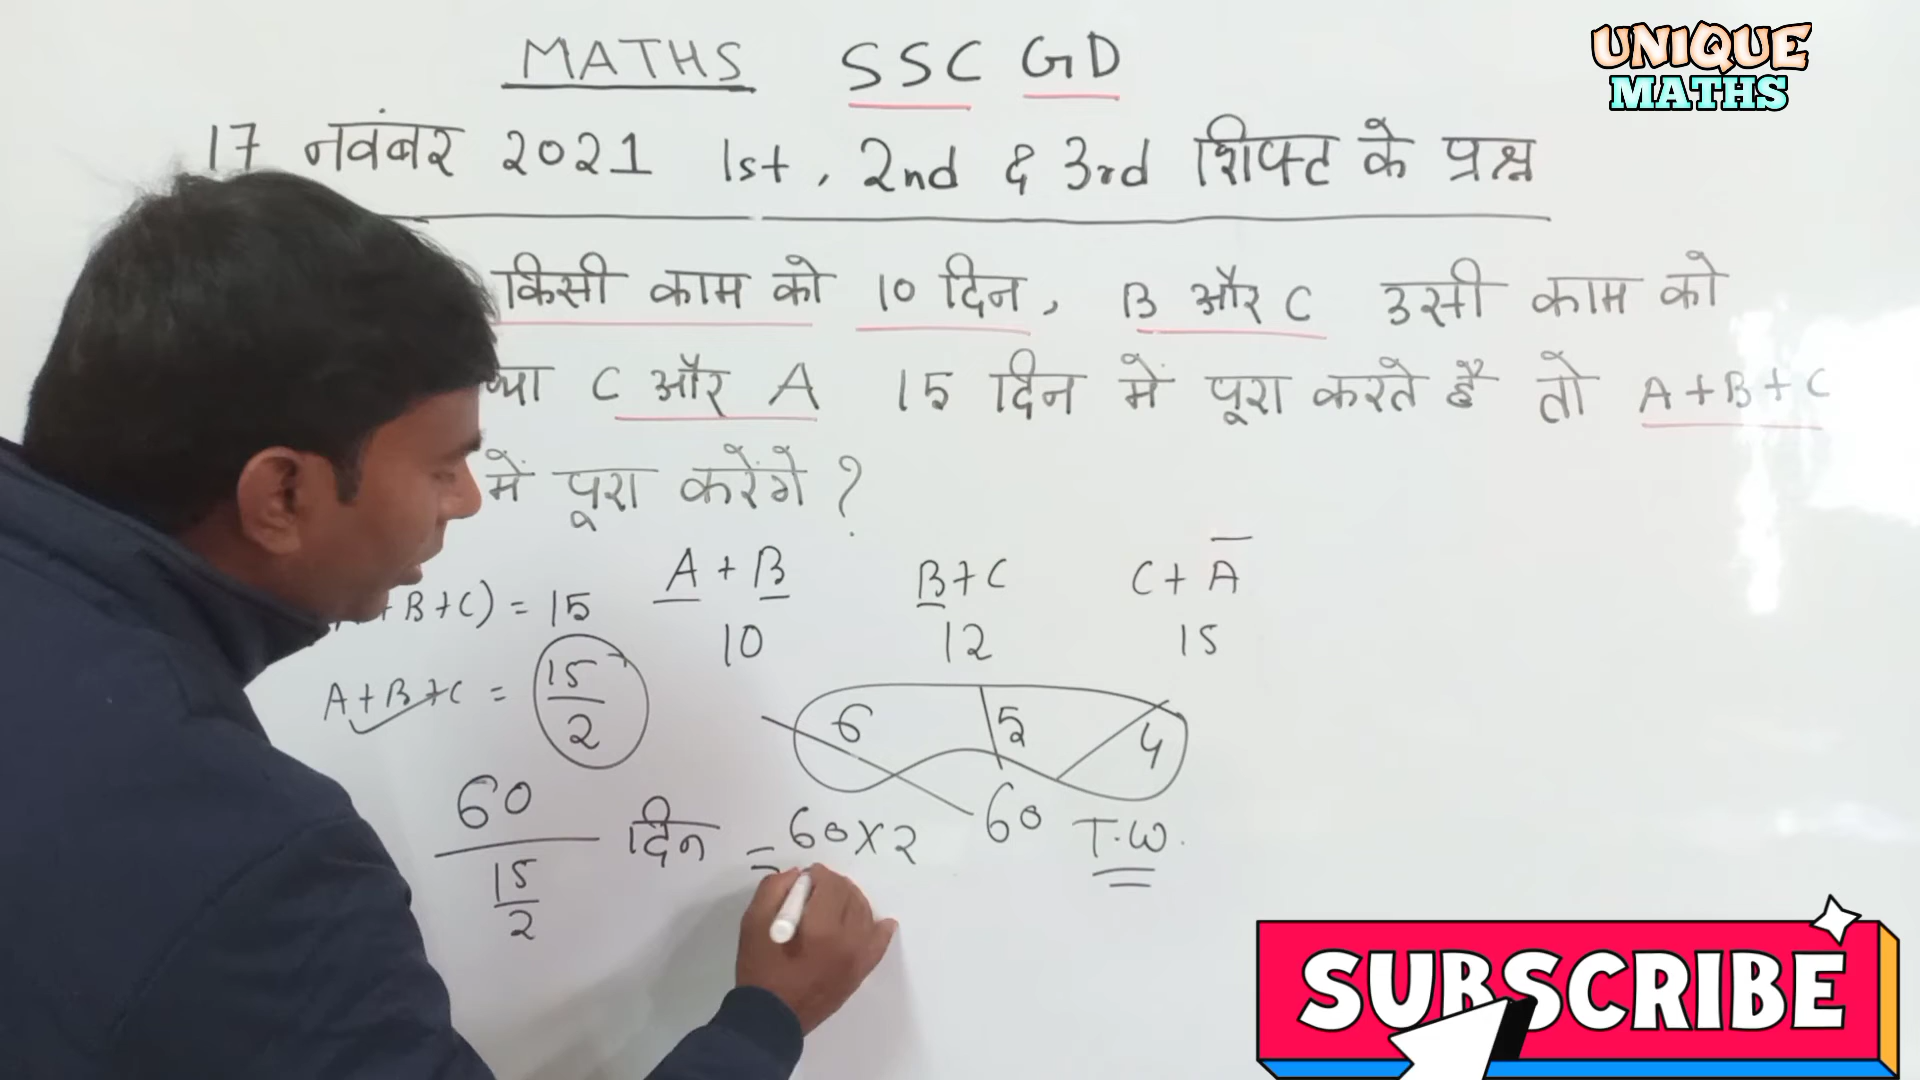 MATHS SSC GD
UNIQUE
MATHS
17 नवंबर 2021 1st, 2nd & 3rd शिफ्ट के प्रश्न
किसी काम को 10 दिन, B और C उसी काम को
C और A 15 दिन में पूरा करते है तो A+B+C
में पूरा करेंगे ?
A + B B+C C+A
+B+C) = 15
10 12 15
A+B+C = 15/2
6 5 4
60 / 15/2 दिन = 60×2
60 T.W.
SUBSCRIBE